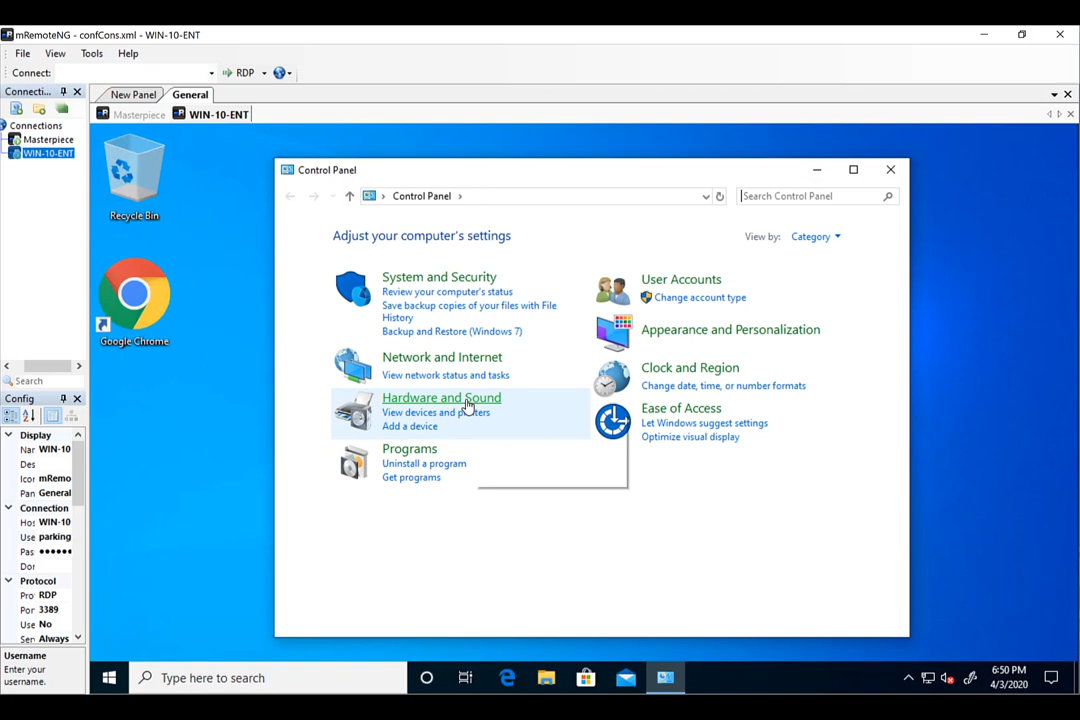 mRemoteNG - confCons.xml - WIN-10-ENT
File View Tools Help
Connect: RDP
Connecti...
New Panel General
Masterpiece WIN-10-ENT
Connections
Masterpiece
WIN-10-ENT
Search
Config
Display
Nar WIN-10
Des
Icor mRemo
Pan General
Connection
Hos WIN-10
Use parking
Pas ●●●●●●
Dor
Protocol
Pro RDP
Por 3389
Use No
Ser Always
Username
Enter your
username.
Recycle Bin
Google Chrome
Control Panel
Control Panel
Search Control Panel
Adjust your computer's settings
View by: Category
System and Security
Review your computer's status
Save backup copies of your files with File
History
Backup and Restore (Windows 7)
Network and Internet
View network status and tasks
Hardware and Sound
View devices and printers
Add a device
Programs
Uninstall a program
Get programs
User Accounts
Change account type
Appearance and Personalization
Clock and Region
Change date, time, or number formats
Ease of Access
Let Windows suggest settings
Optimize visual display
Type here to search
6:50 PM
4/3/2020